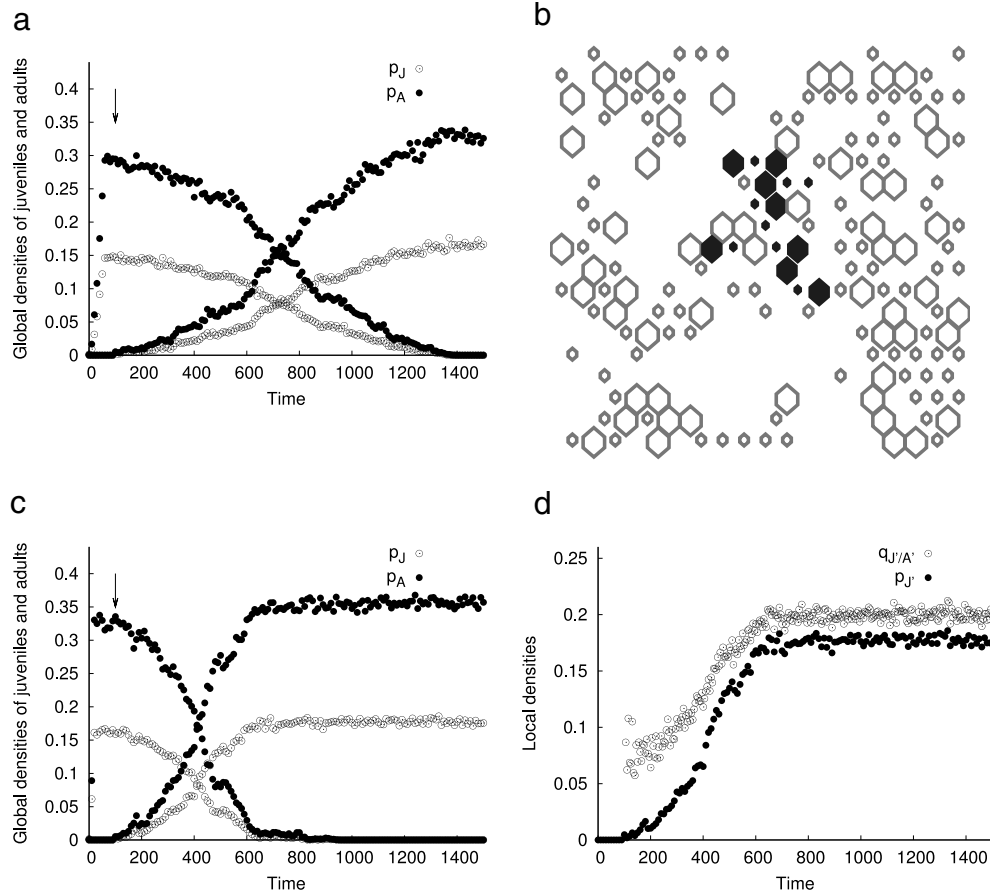 a
b
p_J
p_A
0.4
0.35
0.3
0.25
0.2
0.15
0.1
0.05
0
Global densities of juveniles and adults
0 200 400 600 800 1000 1200 1400
Time
c
d
p_J
p_A
0.4
0.35
0.3
0.25
0.2
0.15
0.1
0.05
0
Global densities of juveniles and adults
0 200 400 600 800 1000 1200 1400
Time
q_J'/A'
p_J'
0.25
0.2
0.15
0.1
0.05
0
Local densities
0 200 400 600 800 1000 1200 1400
Time